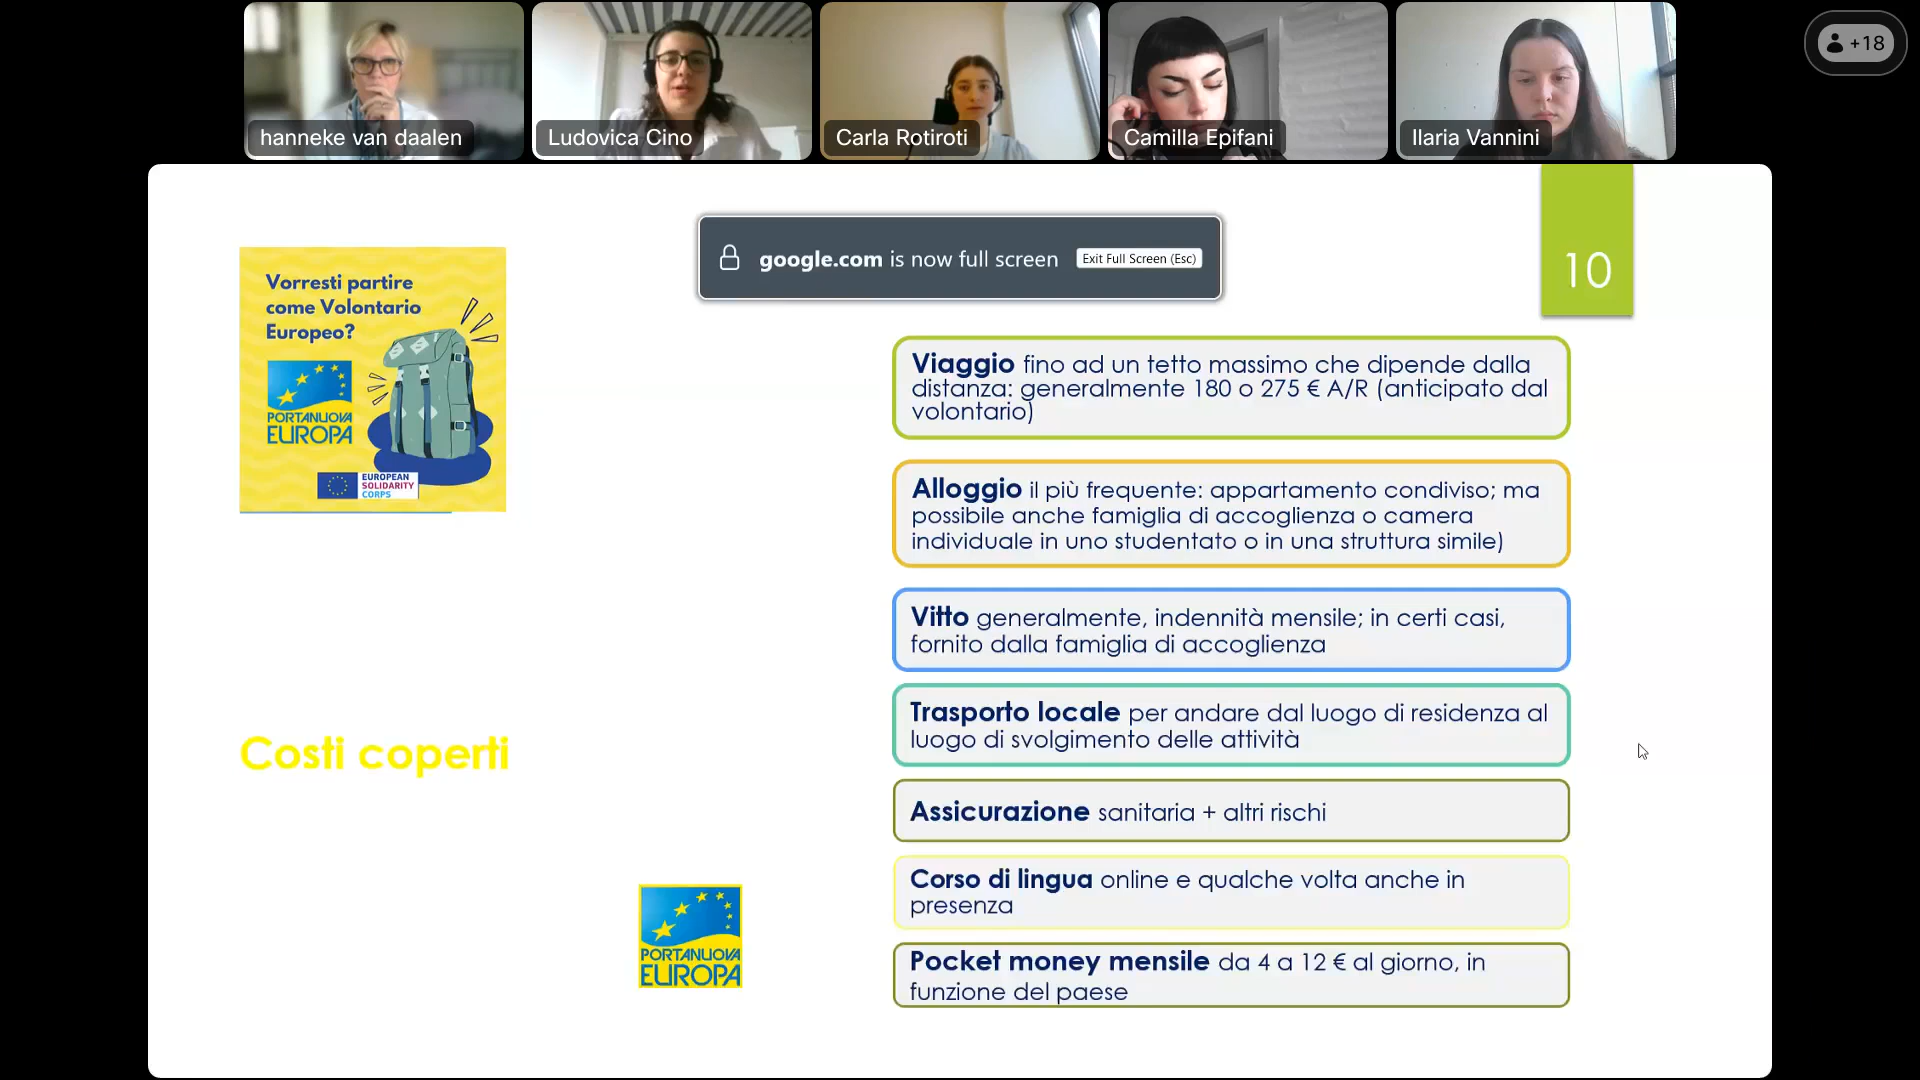 hanneke van daalen
Ludovica Cino
Carla Rotiroti
Camilla Epifani
Ilaria Vannini
+18
google.com is now full screen
Exit Full Screen (Esc)
10
Vorresti partire
come Volontario
Europeo?
PORTANUOVA
EUROPA
EUROPEAN
SOLIDARITY
CORPS
Costi coperti
PORTANUOVA
EUROPA
Viaggio fino ad un tetto massimo che dipende dalla
distanza: generalmente 180 o 275 € A/R (anticipato dal
volontario)
Alloggio il più frequente: appartamento condiviso; ma
possibile anche famiglia di accoglienza o camera
individuale in uno studentato o in una struttura simile)
Vitto generalmente, indennità mensile; in certi casi,
fornito dalla famiglia di accoglienza
Trasporto locale per andare dal luogo di residenza al
luogo di svolgimento delle attività
Assicurazione sanitaria + altri rischi
Corso di lingua online e qualche volta anche in
presenza
Pocket money mensile da 4 a 12 € al giorno, in
funzione del paese